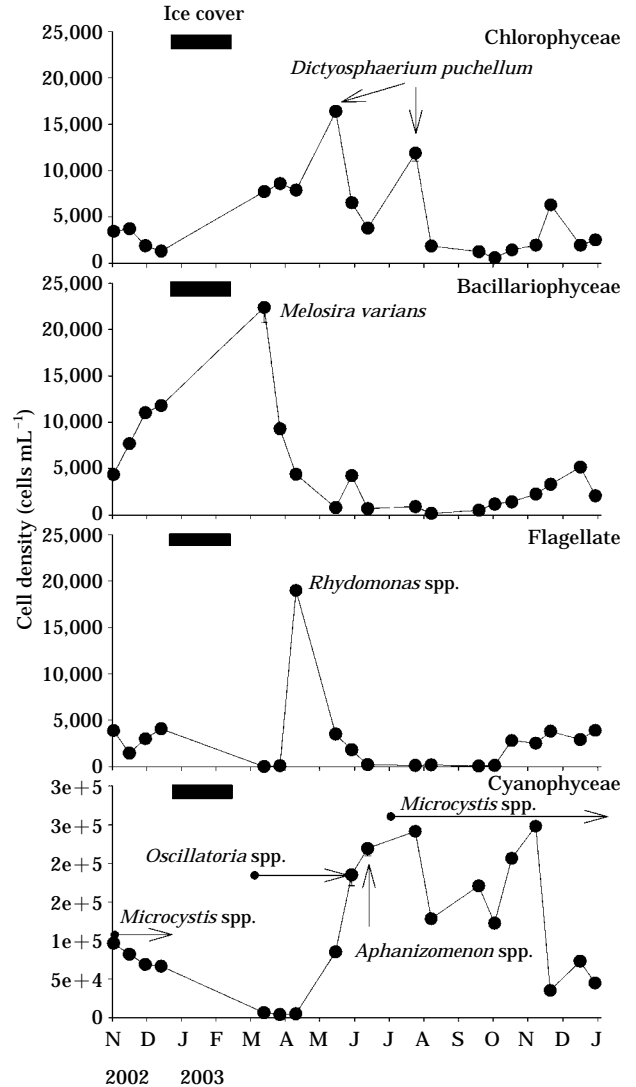 Ice cover
Chlorophyceae
Dictyosphaerium puchellum
25,000
20,000
15,000
10,000
5,000
0
Bacillariophyceae
Melosira varians
25,000
20,000
15,000
10,000
5,000
0
Cell density (cells mL⁻¹)
Flagellate
Rhydomonas spp.
25,000
20,000
15,000
10,000
5,000
0
Cyanophyceae
Microcystis spp.
Oscillatoria spp.
Microcystis spp.
Aphanizomenon spp.
3e+5
3e+5
2e+5
2e+5
1e+5
5e+4
0
N D J F M A M J J A S O N D J
2002 2003